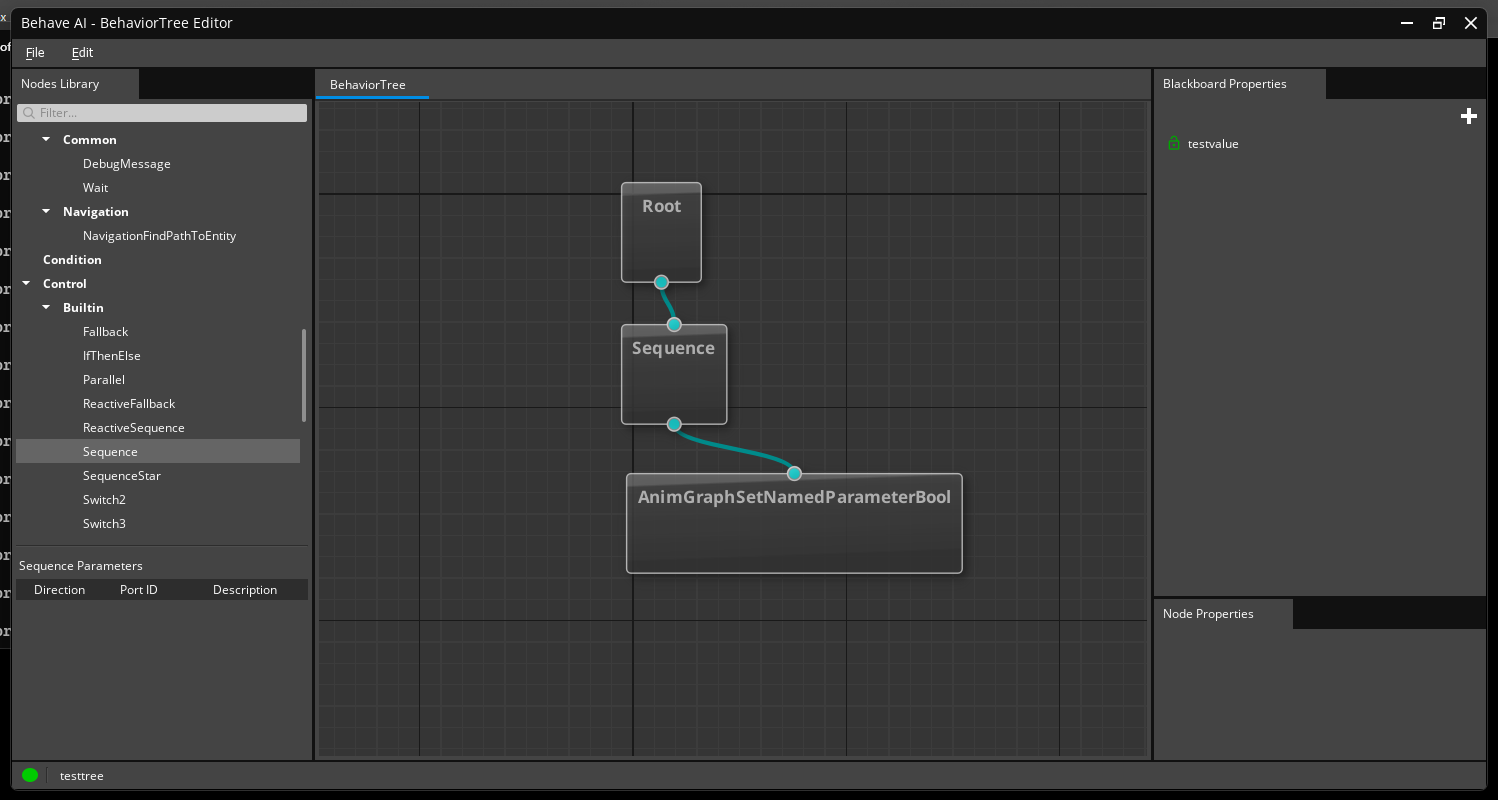 Behave AI - BehaviorTree Editor
File Edit
Nodes Library
Filter...
Common
DebugMessage
Wait
Navigation
NavigationFindPathToEntity
Condition
Control
Builtin
Fallback
IfThenElse
Parallel
ReactiveFallback
ReactiveSequence
Sequence
SequenceStar
Switch2
Switch3
Sequence Parameters
Direction Port ID Description
BehaviorTree
Root
Sequence
AnimGraphSetNamedParameterBool
Blackboard Properties
testvalue
Node Properties
testtree